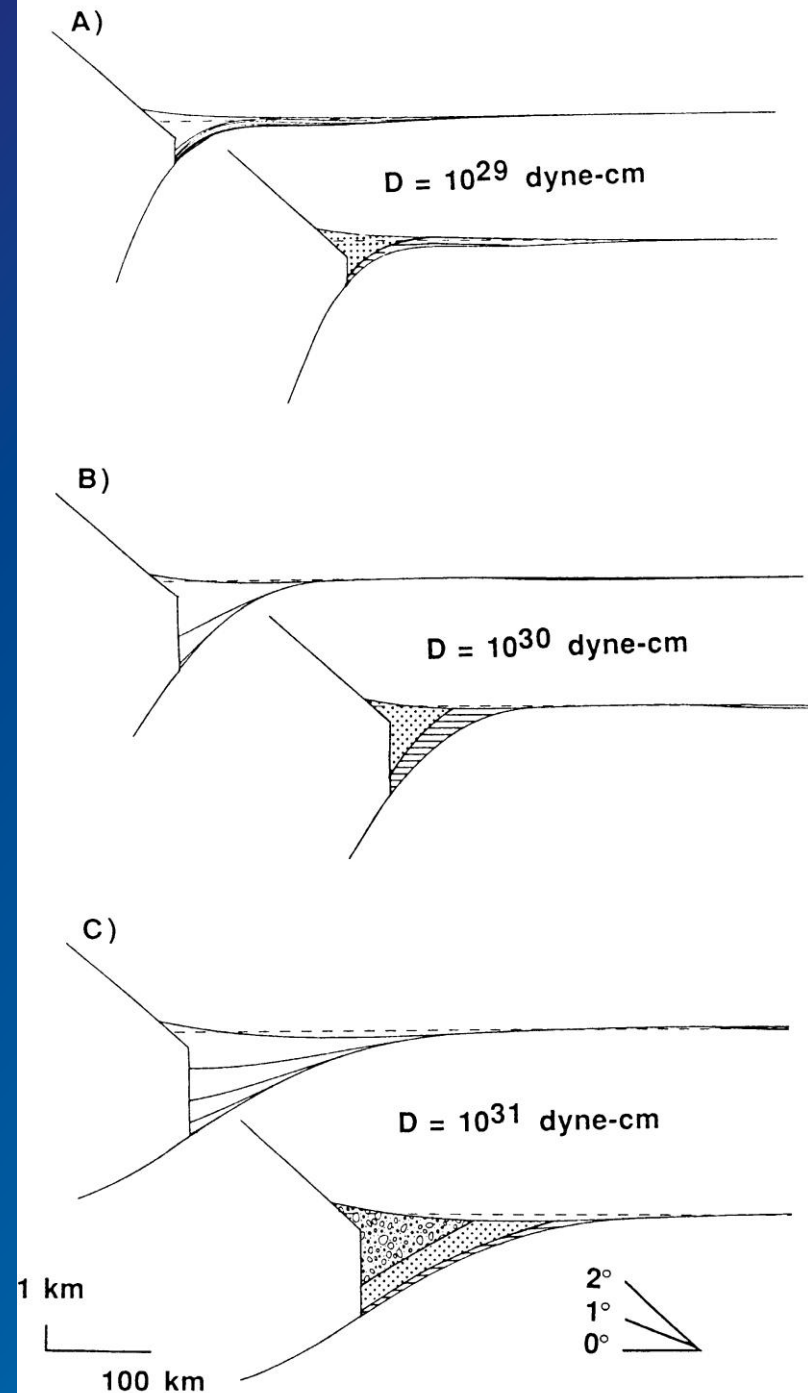 A)
D = 10²⁹ dyne-cm
B)
D = 10³⁰ dyne-cm
C)
D = 10³¹ dyne-cm
1 km
100 km
2°
1°
0°